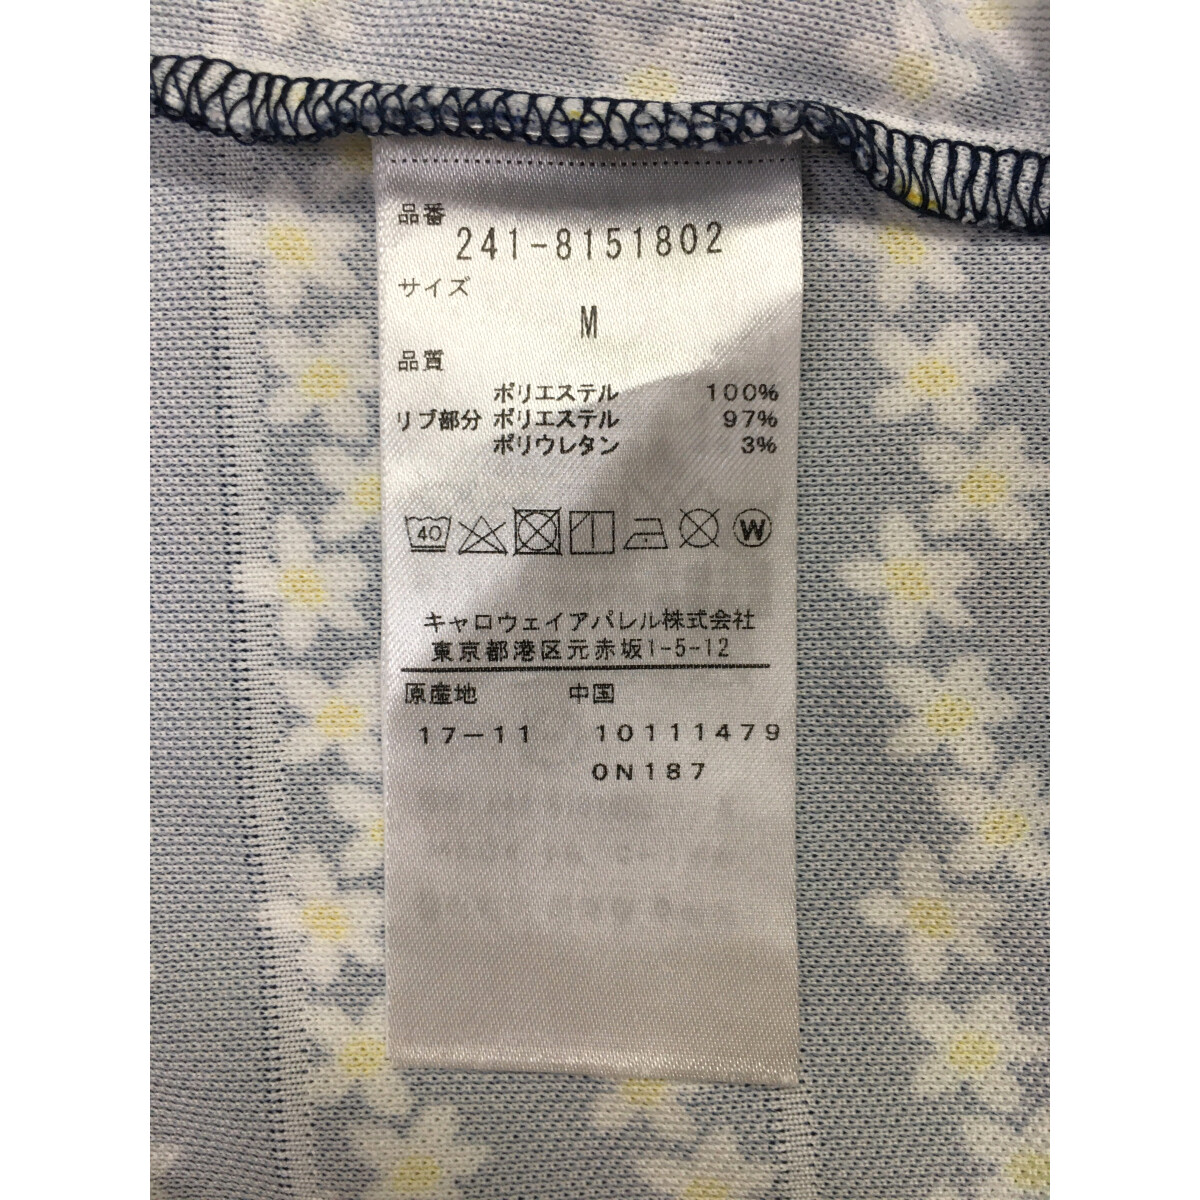 品番
241-8151802
サイズ
M
品質
ポリエステル 100%
リブ部分 ポリエステル 97%
ポリウレタン 3%
40 W
キャロウェイアパレル株式会社
東京都港区元赤坂1-5-12
原産地 中国
17-11 10111479
0N187